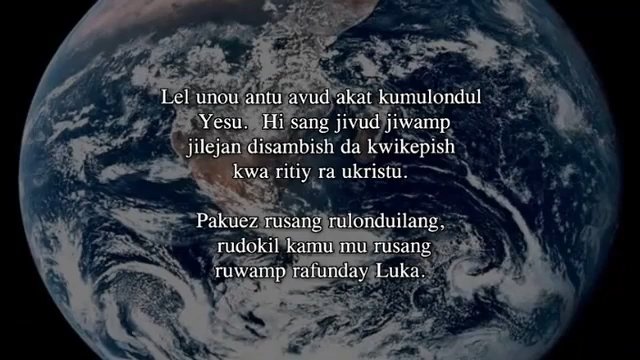 Lel unou antu avud akat kumulondul
Yesu. Hi sang jivud jiwamp
jilejan disambish da kwikepish
kwa ritiy ra ukristu.
Pakuez rusang rulonduilang,
rudokil kamu mu rusang
ruwamp rafunday Luka.